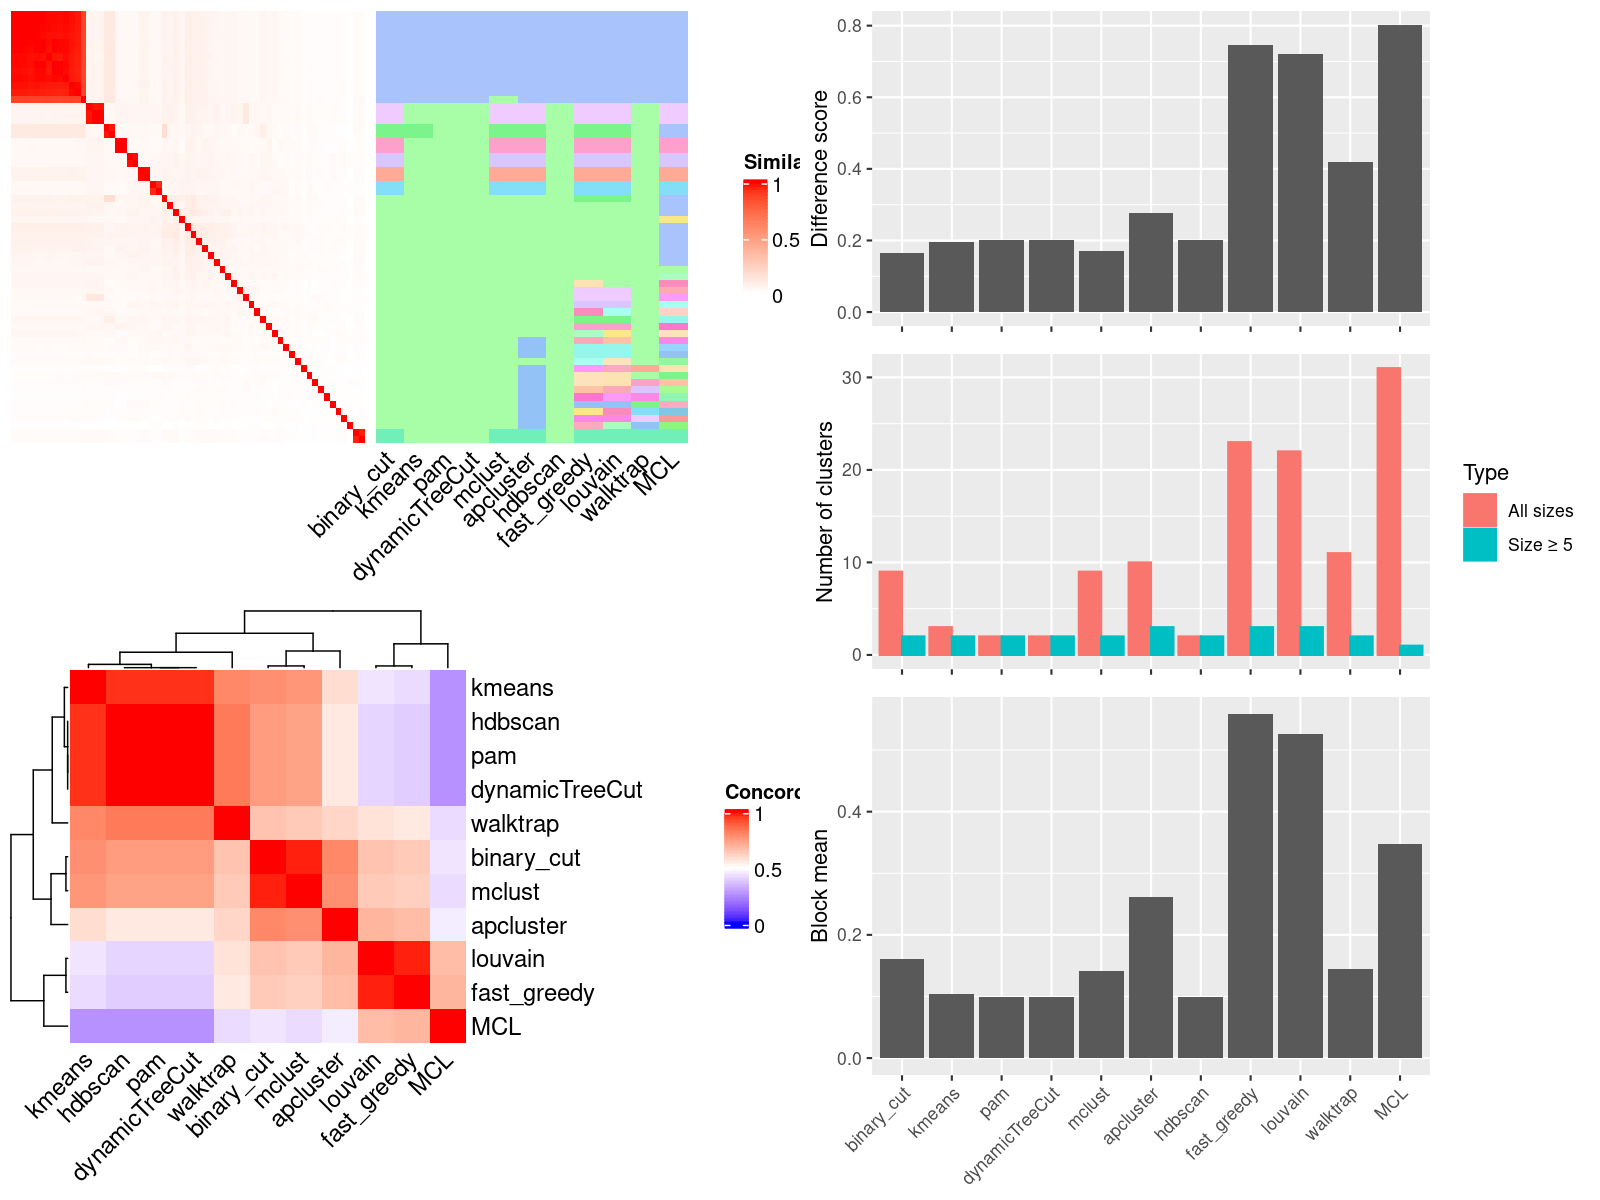 Simila
1
0.5
0
binary_cut
kmeans
pam
dynamicTreeCut
mclust
apcluster
hdbscan
fast_greedy
louvain
walktrap
MCL
kmeans
hdbscan
pam
dynamicTreeCut
walktrap
binary_cut
mclust
apcluster
louvain
fast_greedy
MCL
Concord
1
0.5
0
kmeans
hdbscan
pam
dynamicTreeCut
walktrap
binary_cut
mclust
apcluster
louvain
fast_greedy
MCL
Difference score
0.8
0.6
0.4
0.2
0.0
Number of clusters
30
20
10
0
Type
All sizes
Size ≥ 5
Block mean
0.4
0.2
0.0
binary_cut
kmeans
pam
dynamicTreeCut
mclust
apcluster
hdbscan
fast_greedy
louvain
walktrap
MCL